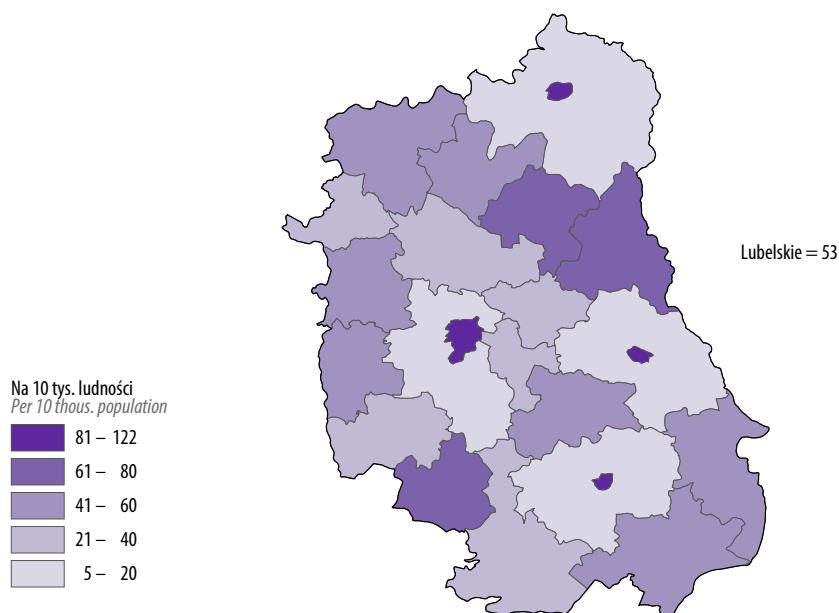 Lubelskie = 53
Na 10 tys. ludności
Per 10 thous. population
81 – 122
61 – 80
41 – 60
21 – 40
5 – 20